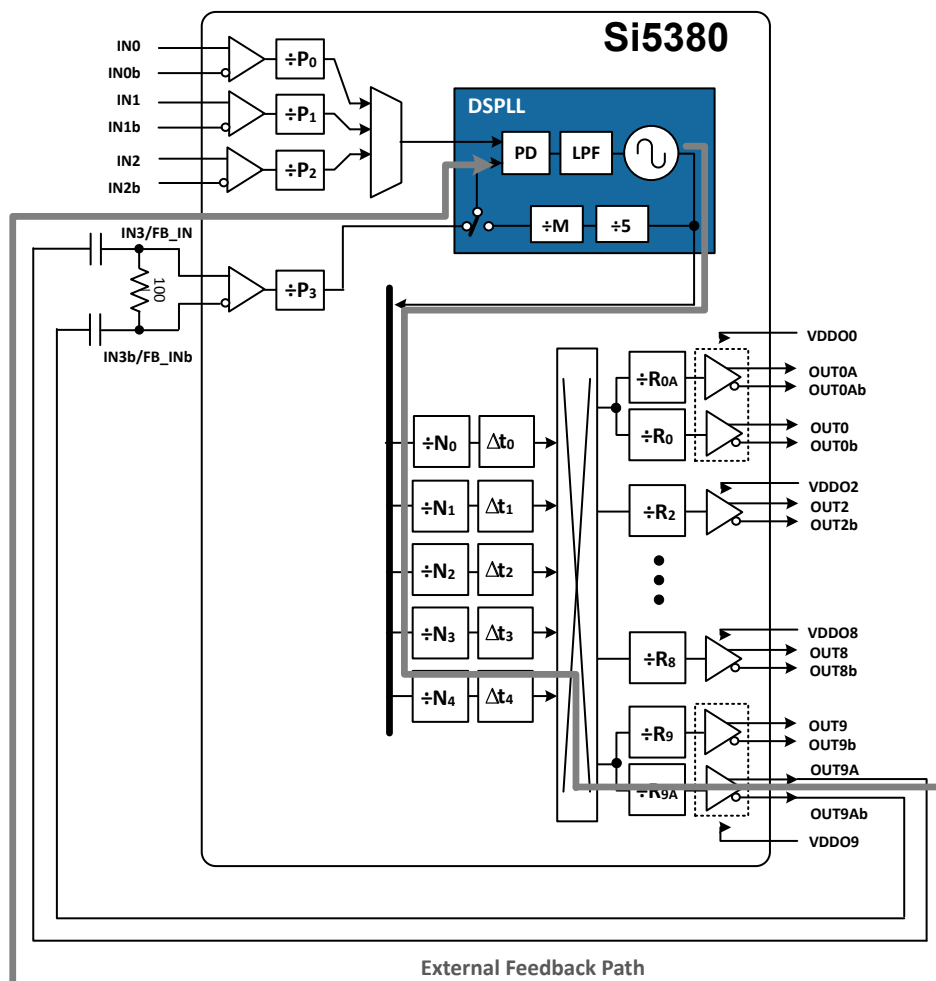 Si5380
IN0
IN0b
÷P0
IN1
IN1b
÷P1
IN2
IN2b
÷P2
DSPLL
PD
LPF
÷M
÷5
IN3/FB_IN
100
÷P3
IN3b/FB_INb
VDDO0
÷R0A
OUT0A
OUT0Ab
÷R0
OUT0
OUT0b
÷N0
Δt0
VDDO2
÷R2
OUT2
OUT2b
÷N1
Δt1
÷N2
Δt2
÷N3
Δt3
VDDO8
÷R8
OUT8
OUT8b
÷N4
Δt4
÷R9
OUT9
OUT9b
÷R9A
OUT9A
OUT9Ab
VDDO9
External Feedback Path